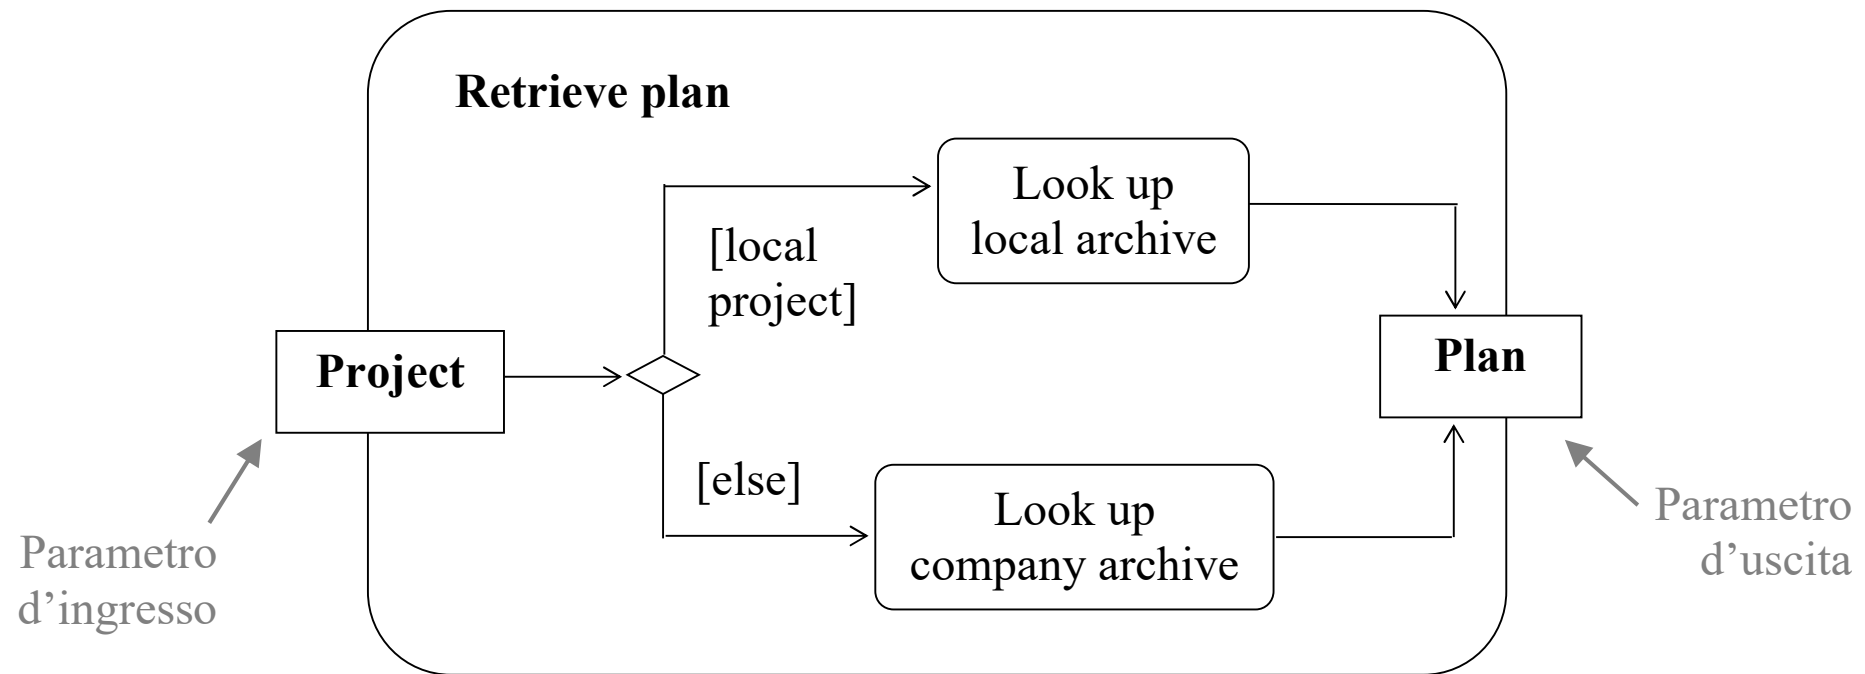 Retrieve plan
Look up
local archive
[local
project]
Project
Plan
[else]
Look up
company archive
Parametro
d’ingresso
Parametro
d’uscita